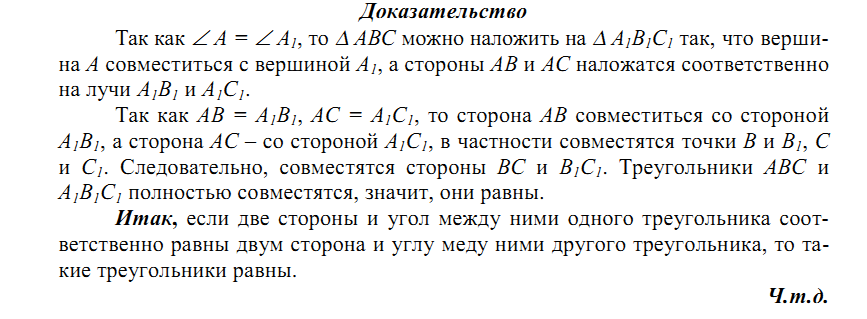 Доказательство
Так как ∠ A = ∠ A₁, то Δ ABC можно наложить на Δ A₁B₁C₁ так, что верши-
на A совместиться с вершиной A₁, а стороны AB и AC наложатся соответственно
на лучи A₁B₁ и A₁C₁.
Так как AB = A₁B₁, AC = A₁C₁, то сторона AB совместиться со стороной
A₁B₁, а сторона AC – со стороной A₁C₁, в частности совместятся точки B и B₁, C
и C₁. Следовательно, совместятся стороны BC и B₁C₁. Треугольники ABC и
A₁B₁C₁ полностью совместятся, значит, они равны.
Итак, если две стороны и угол между ними одного треугольника соот-
ветственно равны двум сторона и углу меду ними другого треугольника, то та-
кие треугольники равны.
Ч.т.д.